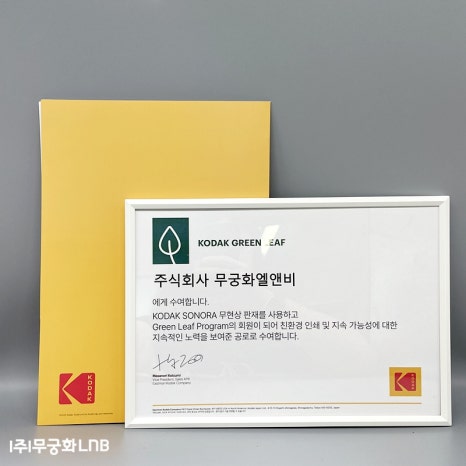 KODAK GREEN LEAF
주식회사 무궁화엘앤비
에게 수여합니다.
KODAK SONORA 무현상 판재를 사용하고
Green Leaf Program의 회원이 되어 친환경 인쇄 및 지속 가능성에 대한
지속적인 노력을 보여준 공로로 수여합니다.
Eastman Kodak Company
KODAK
KODAK
(주)무궁화LNB